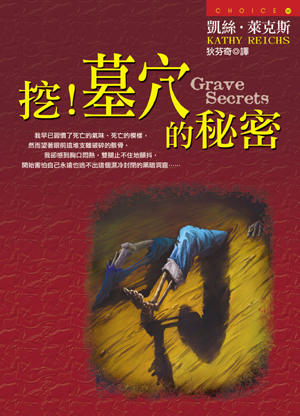 CHOICE
凱絲·萊克斯
KATHY REICHS
狄芬奇◎譯
挖!墓穴
Grave
Secrets
的秘密
我早已習慣了死亡的氣味、死亡的模樣,
然而望著眼前這堆支離破碎的骸骨,
我卻感到胸口悶熱,雙腿止不住地顫抖,
開始害怕自己永遠也逃不出這個濕冷封閉的黑暗洞窟……